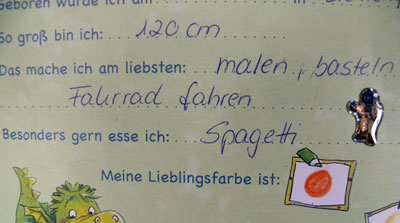 Geboren wurde ich am
So groß bin ich: 120 cm
Das mache ich am liebsten: malen, basteln
Fahrrad fahren
Besonders gern esse ich: Spagetti
Meine Lieblingsfarbe ist: